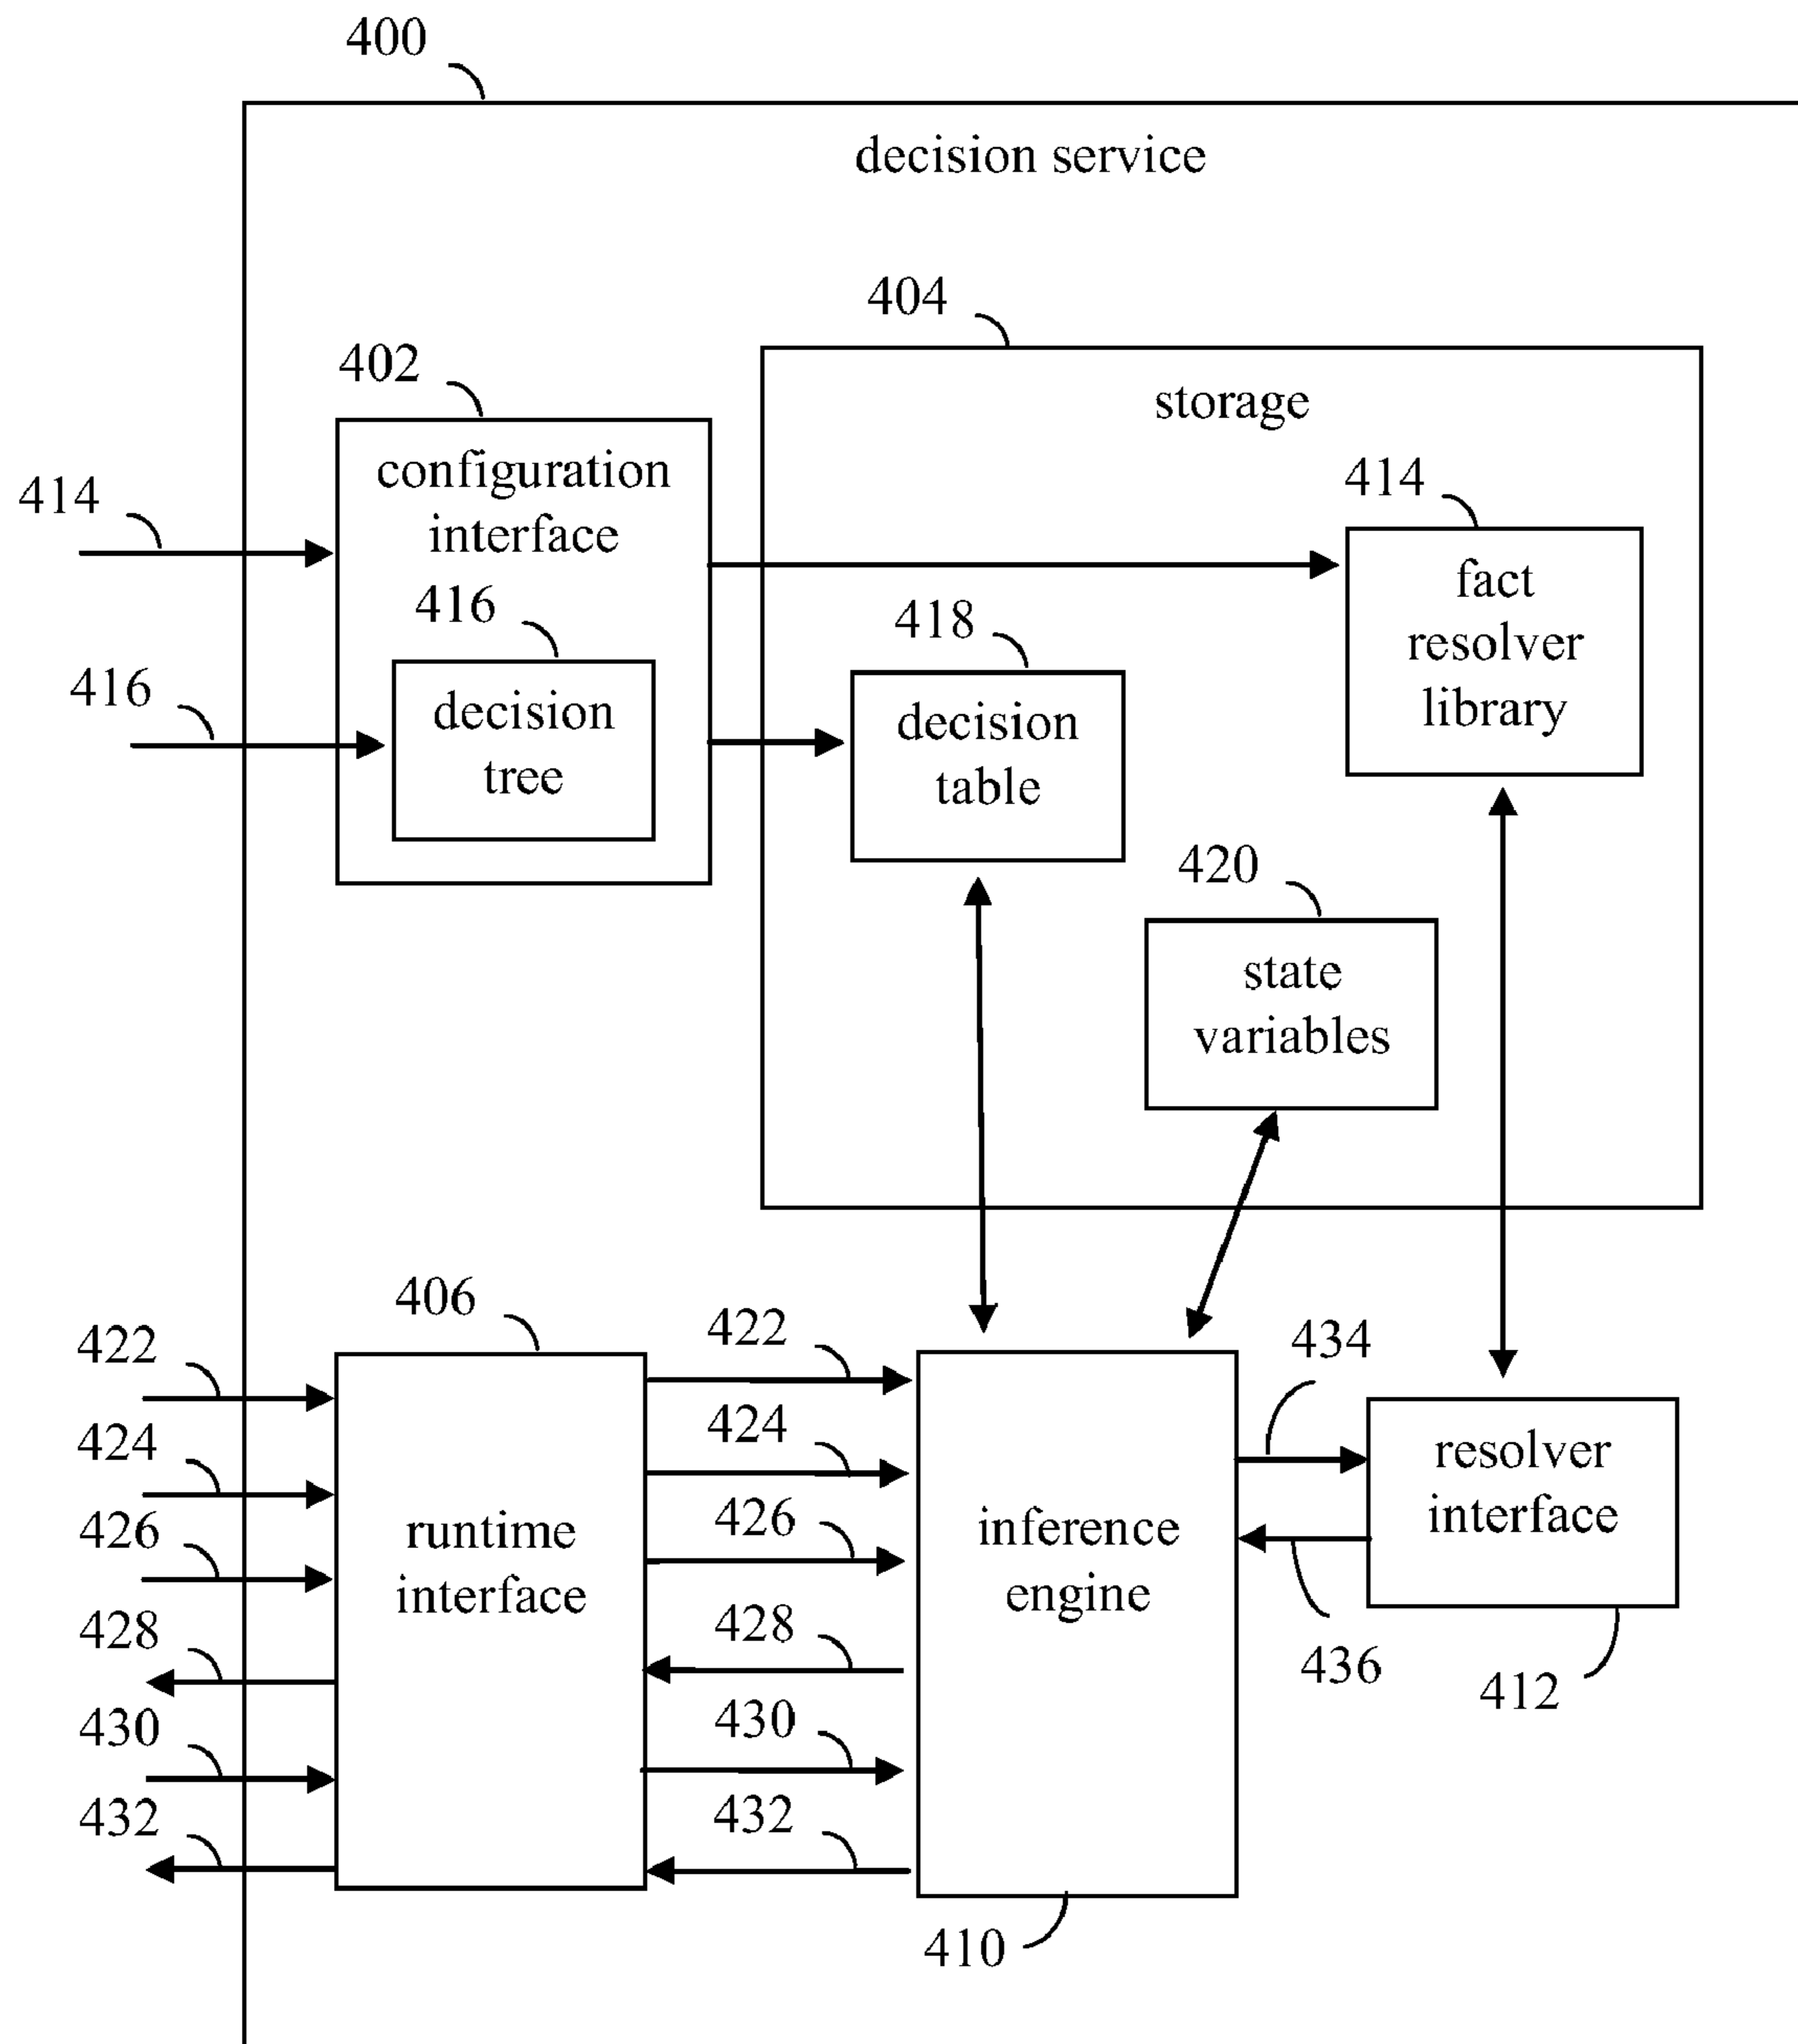 400
decision service
404
402
storage
configuration
interface
414
414
fact
resolver
library
416
418
416
decision
tree
decision
table
420
state
variables
406
422
422
434
424
424
426
426
runtime
interface
inference
engine
resolver
interface
428
428
436
412
430
430
432
432
410